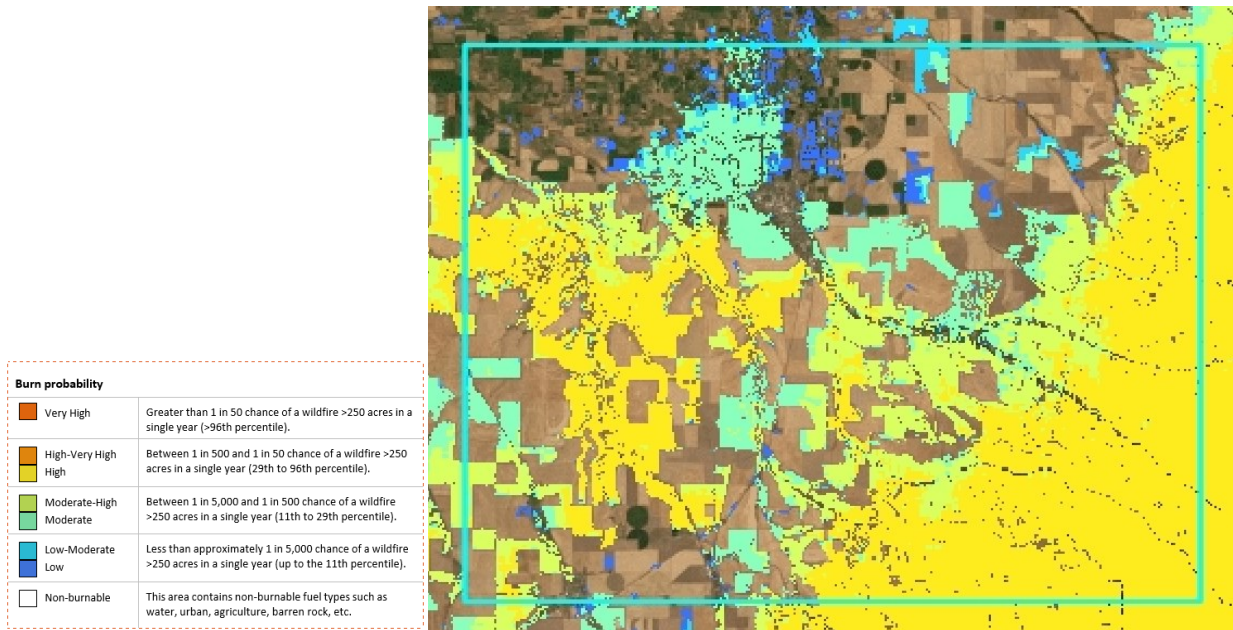 Burn probability
Very High
Greater than 1 in 50 chance of a wildfire >250 acres in a
single year (>96th percentile).
High-Very High
High
Between 1 in 500 and 1 in 50 chance of a wildfire >250
acres in a single year (29th to 96th percentile).
Moderate-High
Moderate
Between 1 in 5,000 and 1 in 500 chance of a wildfire
>250 acres in a single year (11th to 29th percentile).
Low-Moderate
Low
Less than approximately 1 in 5,000 chance of a wildfire
>250 acres in a single year (up to the 11th percentile).
Non-burnable
This area contains non-burnable fuel types such as
water, urban, agriculture, barren rock, etc.